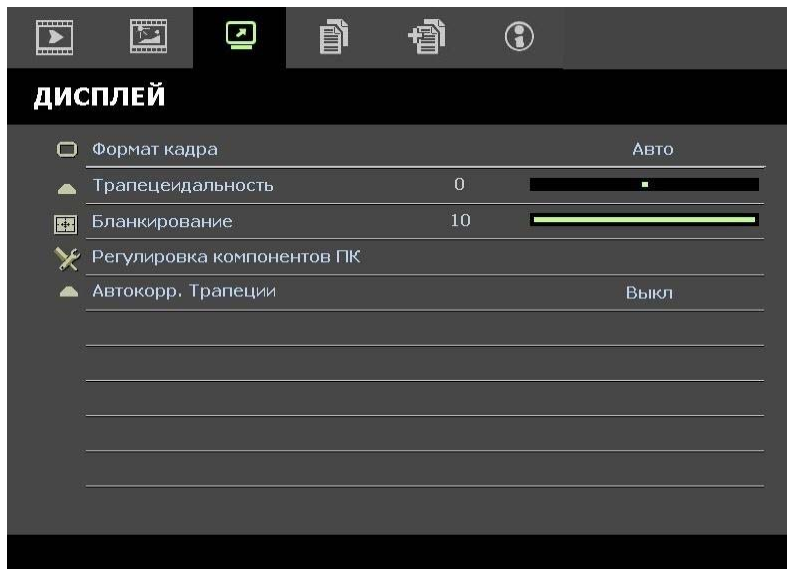 ДИСПЛЕЙ
Формат кадра Авто
Трапецеидальность 0
Бланкирование 10
Регулировка компонентов ПК
Автокорр. Трапеции Выкл